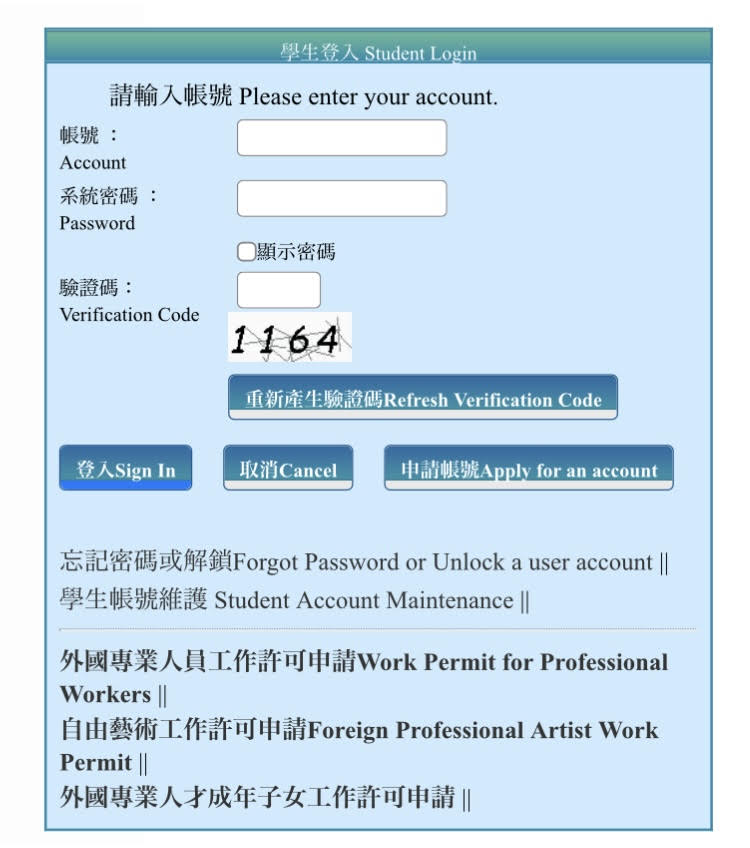 學生登入 Student Login
請輸入帳號 Please enter your account.
帳號 ：
Account
系統密碼 ：
Password
顯示密碼
驗證碼：
Verification Code
1164
重新產生驗證碼Refresh Verification Code
登入Sign In 取消Cancel 申請帳號Apply for an account
忘記密碼或解鎖Forgot Password or Unlock a user account ||
學生帳號維護 Student Account Maintenance ||
外國專業人員工作許可申請Work Permit for Professional
Workers ||
自由藝術工作許可申請Foreign Professional Artist Work
Permit ||
外國專業人才成年子女工作許可申請 ||